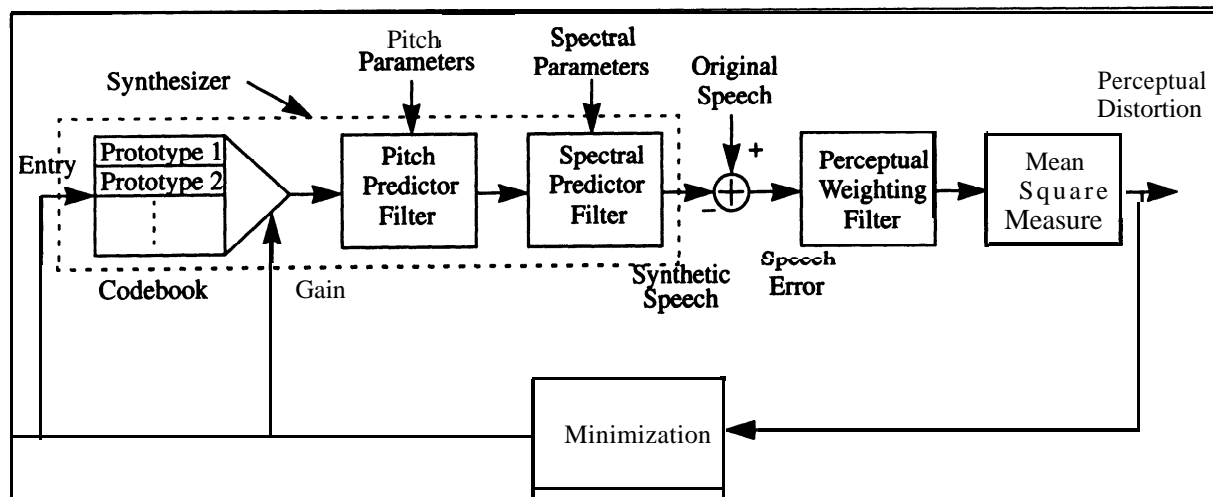 Pitch
Parameters
Spectral
Parameters
Synthesizer
Original
Speech
Perceptual
Distortion
Entry
Prototype 1
Prototype 2
Pitch
Predictor
Filter
Spectral
Predictor
Filter
+
−
Perceptual
Weighting
Filter
Mean
Square
Measure
Codebook
Gain
Synthetic
Speech
Speech
Error
Minimization